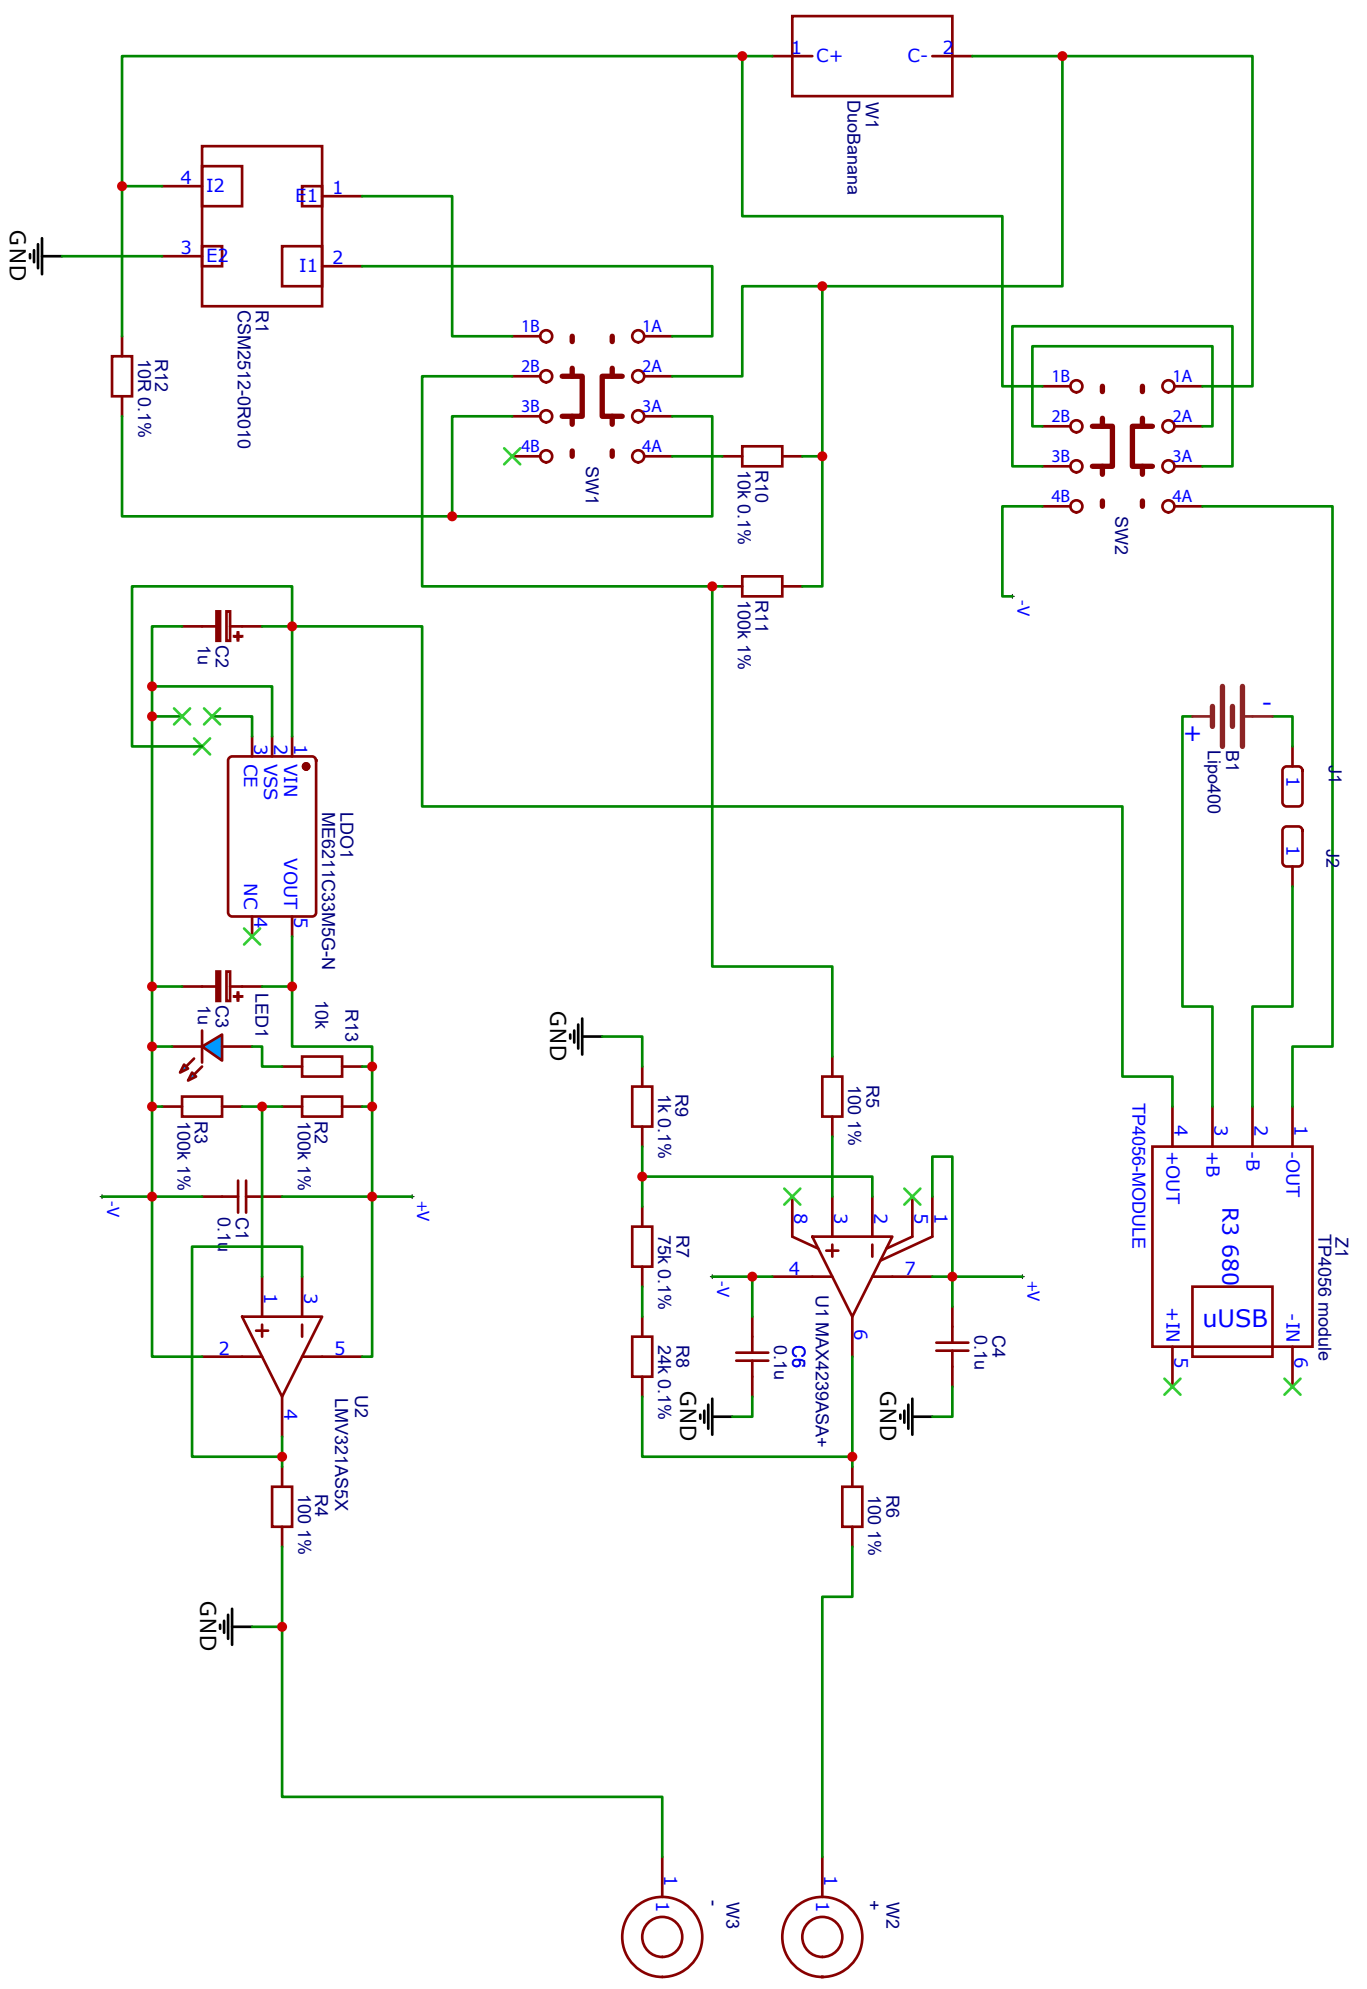 1
C+
C-
2
W1
DuoBanana
4
I2
E1
1
3
E2
I1
2
GND
R1
CSM2512-0R010
R12
10R 0.1%
1B
1A
2B
2A
3B
3A
4B
4A
SW1
1B
1A
2B
2A
3B
3A
4B
4A
SW2
R10
10k 0.1%
R11
100k 1%
-V
C2
1u
+
-
+
B1
Lipo400
1
J1
1
J2
3
2
1
CE
VSS
VIN
NC
VOUT
4
5
LDO1
ME6211C33M5G-N
+
C3
1u
LED1
10k
R13
R3
100k 1%
R2
100k 1%
-V
+V
C1
0.1u
1
3
2
5
4
U2
LMV321AS5X
R4
100 1%
GND
GND
R9
1k 0.1%
R5
100 1%
R7
75k 0.1%
R8
24k 0.1%
8
3
2
5
1
4
7
6
-V
+V
U1 MAX4239ASA+
C6
0.1u
C4
0.1u
GND
GND
R6
100 1%
4
3
2
1
+OUT
+B
-B
-OUT
TP4056-MODULE
R3 680
uUSB
+IN
-IN
5
6
Z1
TP4056 module
1
1
W3
-
1
1
W2
+